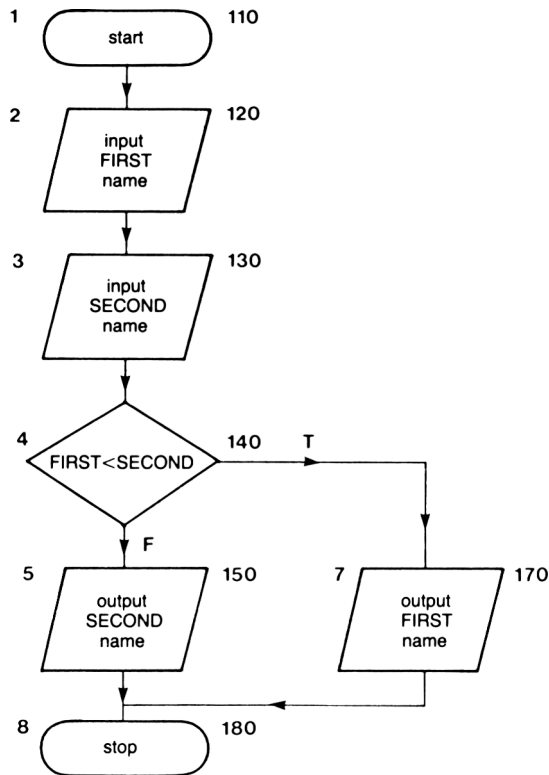 1 start 110
2 input 120
FIRST
name
3 input 130
SECOND
name
4 FIRST<SECOND 140 T
F
5 output 150
SECOND
name
7 output 170
FIRST
name
8 stop 180